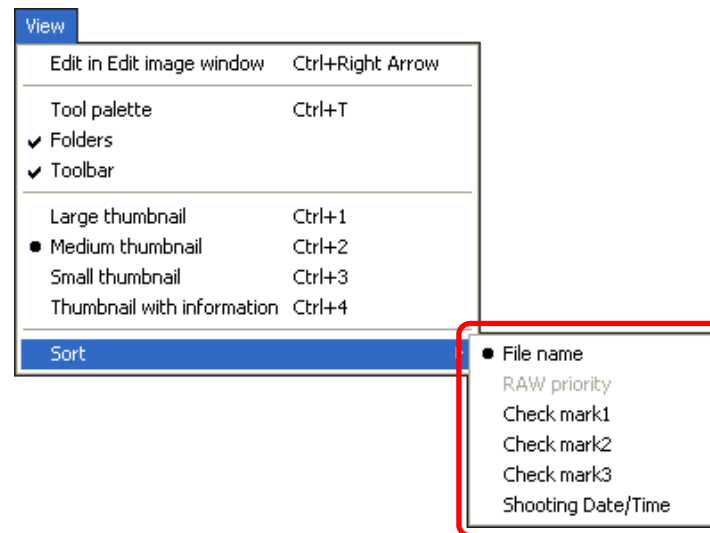 View
Edit in Edit image window Ctrl+Right Arrow
Tool palette Ctrl+T
Folders
Toolbar
Large thumbnail Ctrl+1
Medium thumbnail Ctrl+2
Small thumbnail Ctrl+3
Thumbnail with information Ctrl+4
Sort
File name
RAW priority
Check mark1
Check mark2
Check mark3
Shooting Date/Time